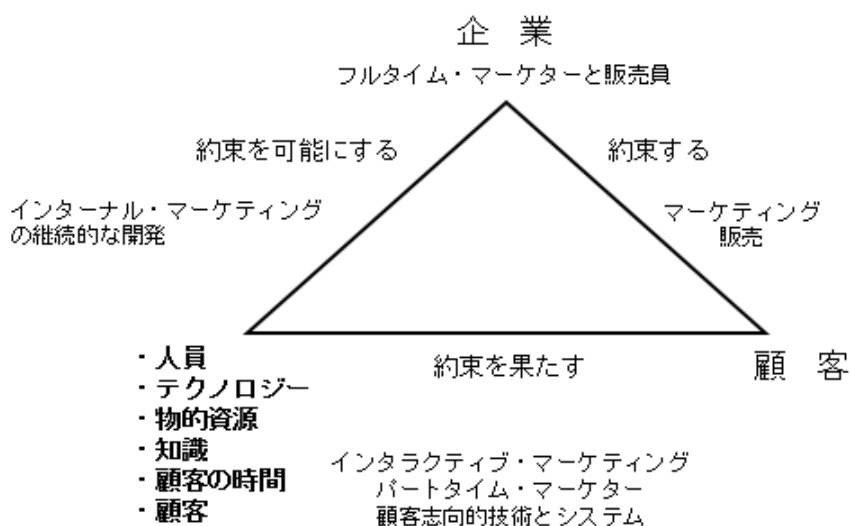 企 業
フルタイム・マーケターと販売員
約束を可能にする
約束する
インターナル・マーケティング
の継続的な開発
マーケティング
販売
・人員
・テクノロジー
・物的資源
・知識
・顧客の時間
・顧客
約束を果たす
顧 客
インタラクティブ・マーケティング
パートタイム・マーケター
顧客志向的技術とシステム